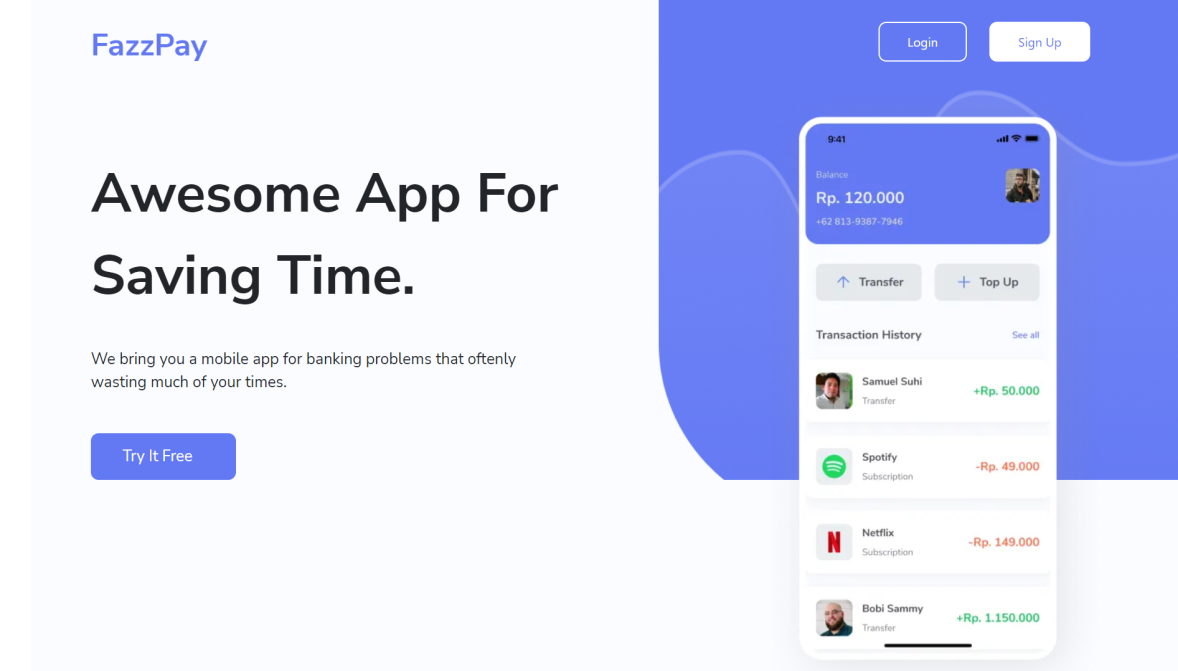 FazzPay
Login
Sign Up
Awesome App For
Saving Time.
We bring you a mobile app for banking problems that oftenly
wasting much of your times.
Try It Free
9:41
Balance
Rp. 120.000
+62 813-9387-7946
Transfer
Top Up
Transaction History
See all
Samuel Suhi
Transfer
+Rp. 50.000
Spotify
Subscription
-Rp. 49.000
N
Netflix
Subscription
-Rp. 149.000
Bobi Sammy
Transfer
+Rp. 1.150.000